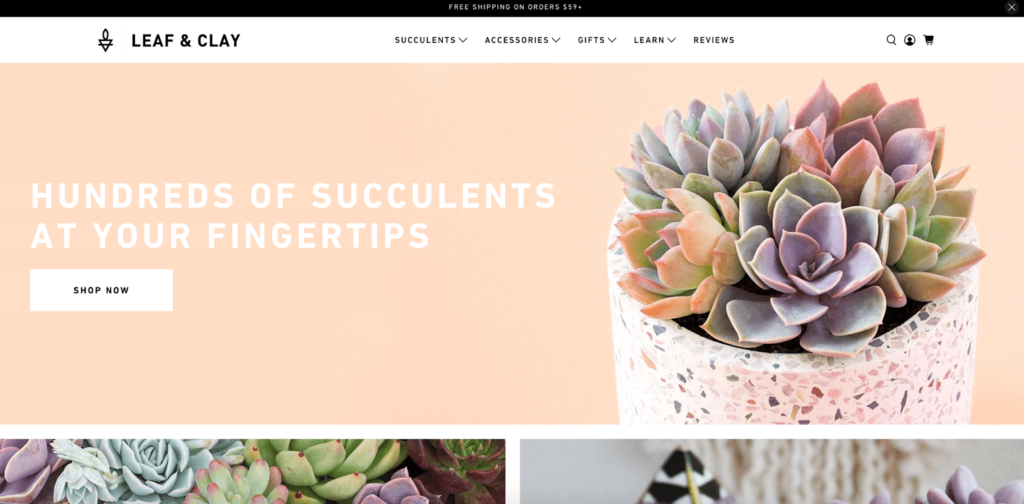 FREE SHIPPING ON ORDERS $59+
LEAF & CLAY
SUCCULENTS
ACCESSORIES
GIFTS
LEARN
REVIEWS
HUNDREDS OF SUCCULENTS
AT YOUR FINGERTIPS
SHOP NOW